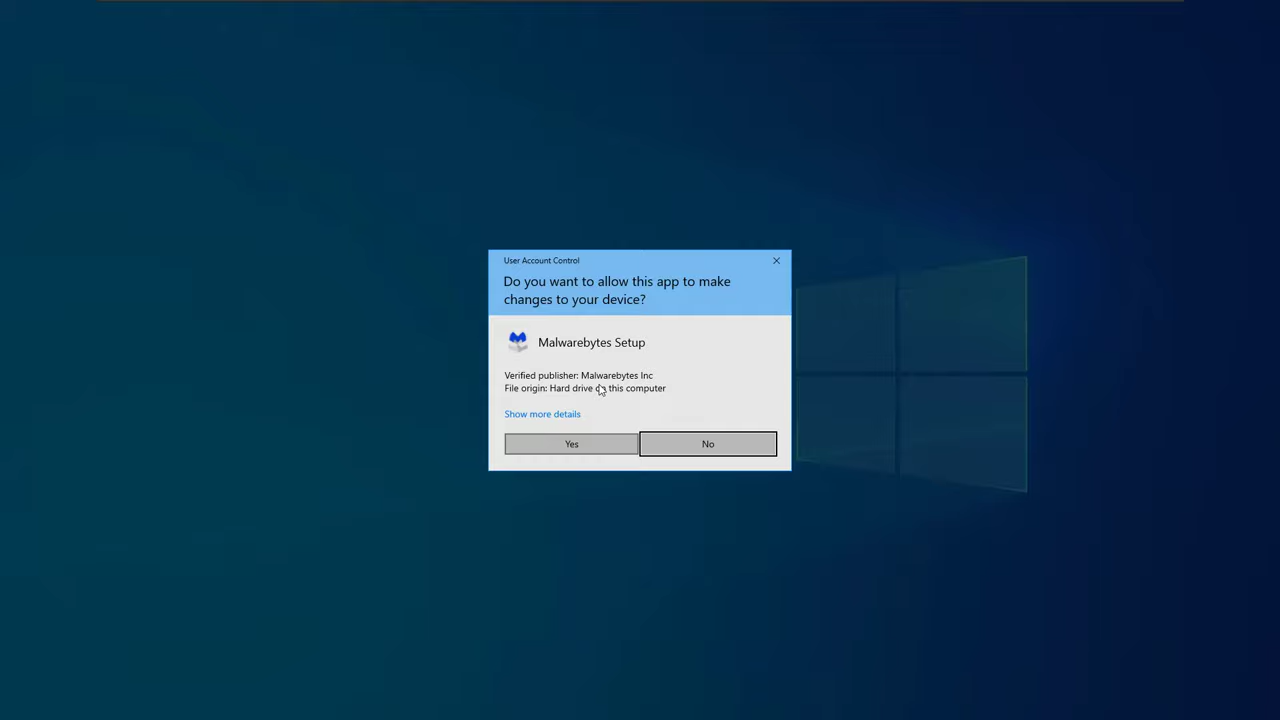 User Account Control
Do you want to allow this app to make
changes to your device?
Malwarebytes Setup
Verified publisher: Malwarebytes Inc
File origin: Hard drive on this computer
Show more details
Yes
No